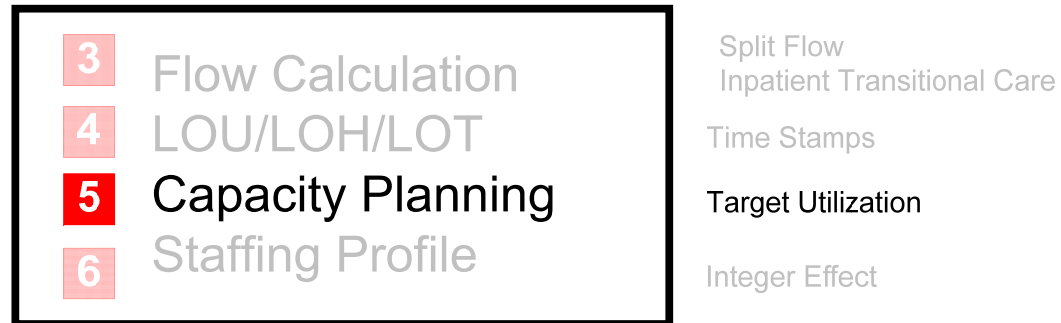 3 Flow Calculation
4 LOU/LOH/LOT
5 Capacity Planning
6 Staffing Profile
Split Flow
Inpatient Transitional Care
Time Stamps
Target Utilization
Integer Effect